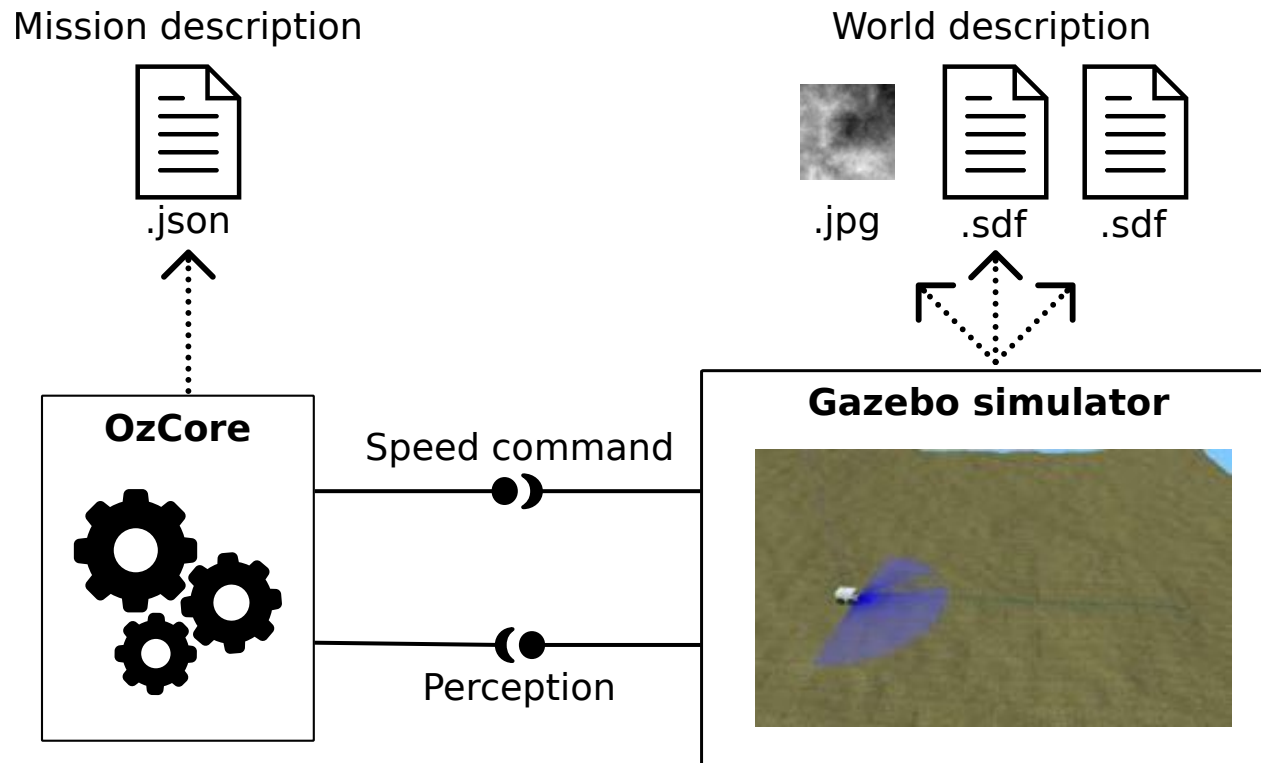 Mission description
World description
.json
.jpg
.sdf
.sdf
OzCore
Gazebo simulator
Speed command
Perception